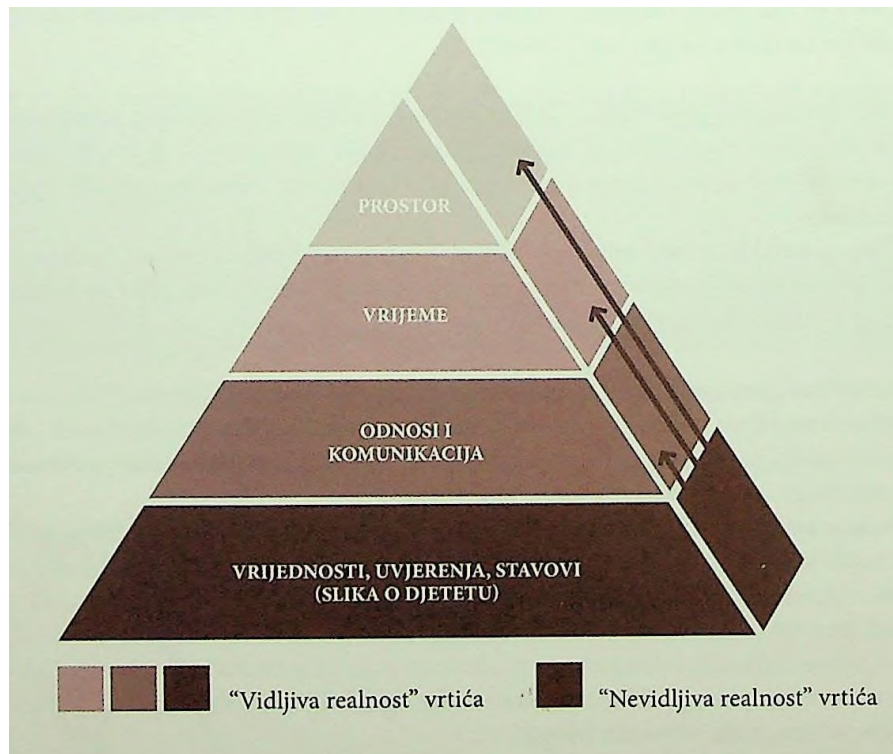 PROSTOR
VRIJEME
ODNOSI I
KOMUNIKACIJA
VRIJEDNOSTI, UVJERENJA, STAVOVI
(SLIKA O DJETETU)
“Vidljiva realnost” vrtića
“Nevidljiva realnost” vrtića